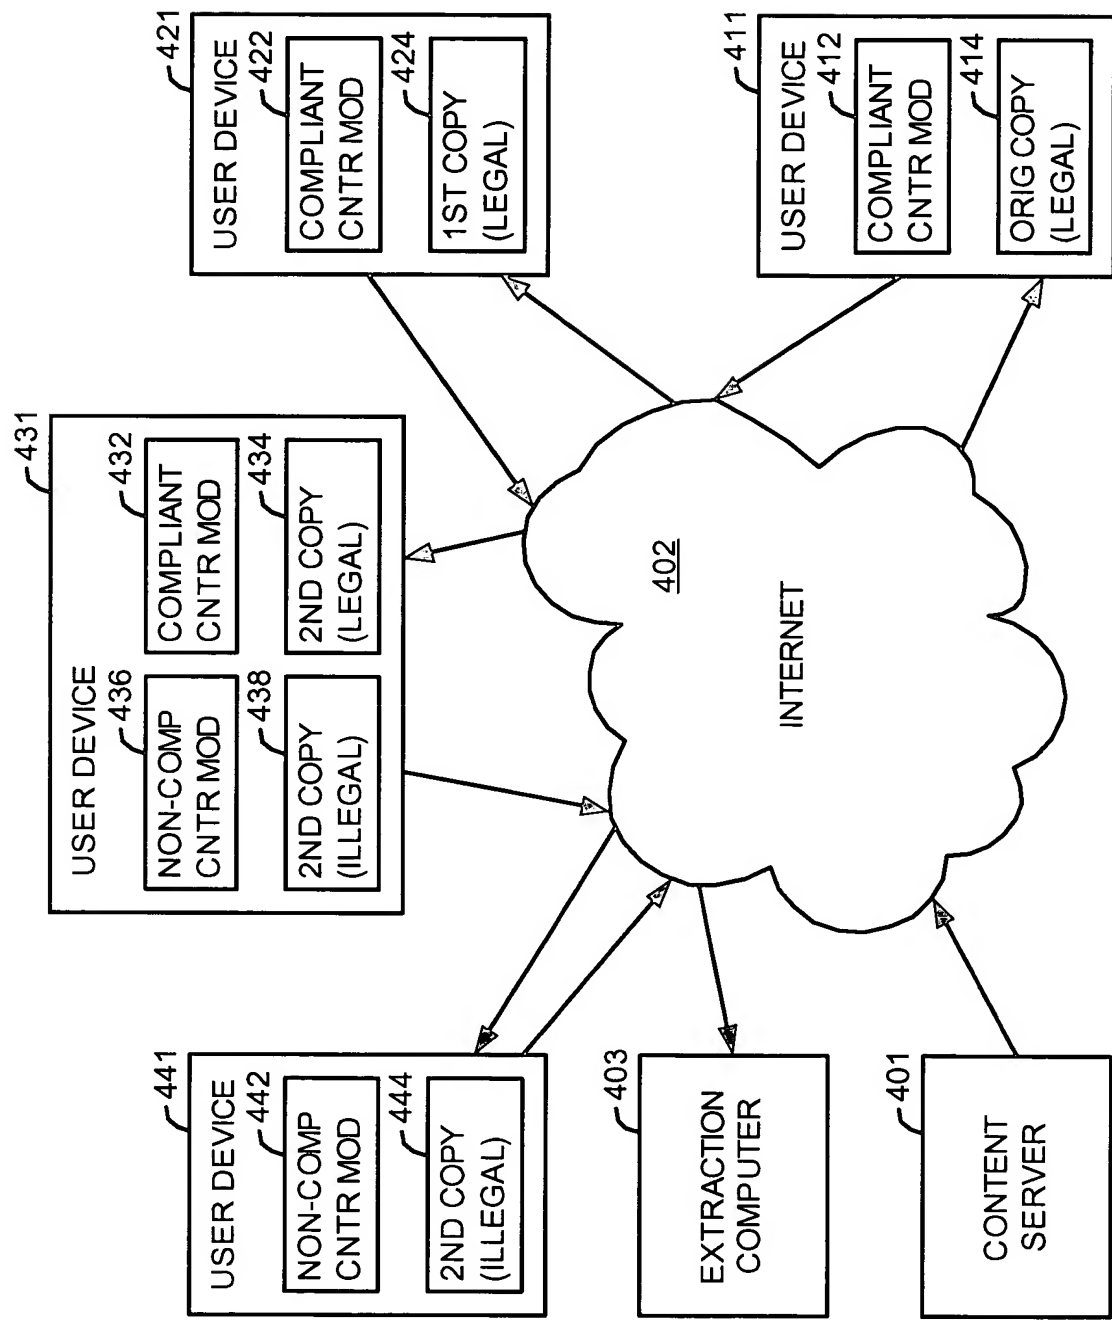 441
USER DEVICE
442
NON-COMP
CNTR MOD
444
2ND COPY
(ILLEGAL)
431
USER DEVICE
436
NON-COMP
CNTR MOD
432
COMPLIANT
CNTR MOD
438
2ND COPY
(ILLEGAL)
434
2ND COPY
(LEGAL)
421
USER DEVICE
422
COMPLIANT
CNTR MOD
424
1ST COPY
(LEGAL)
403
EXTRACTION
COMPUTER
402
INTERNET
401
CONTENT
SERVER
411
USER DEVICE
412
COMPLIANT
CNTR MOD
414
ORIG COPY
(LEGAL)